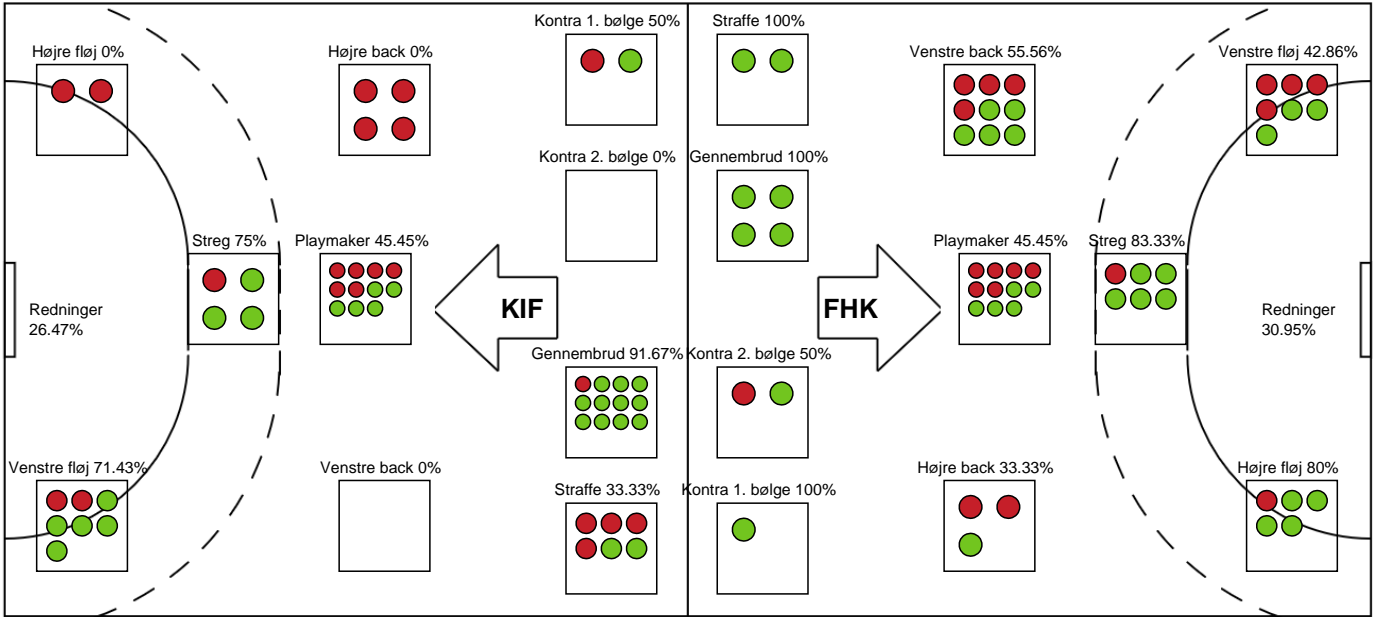 Kontra 1. bølge 50%
Straffe 100%
Højre fløj 0%
Højre back 0%
Venstre back 55.56%
Venstre fløj 42.86%
Kontra 2. bølge 0%
Gennembrud 100%
Streg 75%
Playmaker 45.45%
Playmaker 45.45%
Streg 83.33%
Redninger
26.47%
KIF
FHK
Redninger
30.95%
Gennembrud 91.67%
Kontra 2. bølge 50%
Venstre fløj 71.43%
Venstre back 0%
Straffe 33.33%
Kontra 1. bølge 100%
Højre back 33.33%
Højre fløj 80%